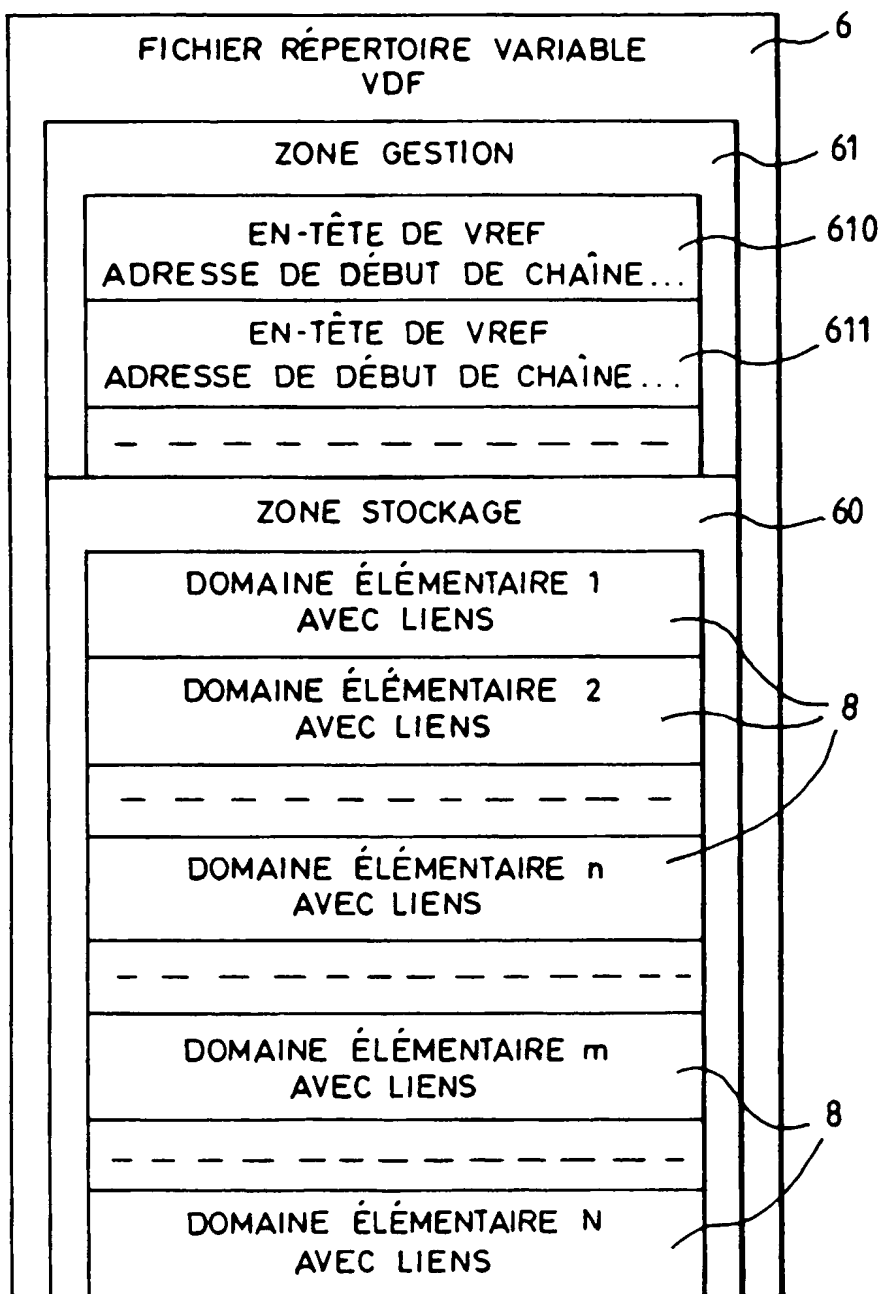 FICHIER RÉPERTOIRE VARIABLE
VDF
6
ZONE GESTION
61
EN-TÊTE DE VREF
ADRESSE DE DÉBUT DE CHAÎNE...
610
EN-TÊTE DE VREF
ADRESSE DE DÉBUT DE CHAÎNE...
611
ZONE STOCKAGE
60
DOMAINE ÉLÉMENTAIRE 1
AVEC LIENS
DOMAINE ÉLÉMENTAIRE 2
AVEC LIENS
8
DOMAINE ÉLÉMENTAIRE n
AVEC LIENS
DOMAINE ÉLÉMENTAIRE m
AVEC LIENS
8
DOMAINE ÉLÉMENTAIRE N
AVEC LIENS